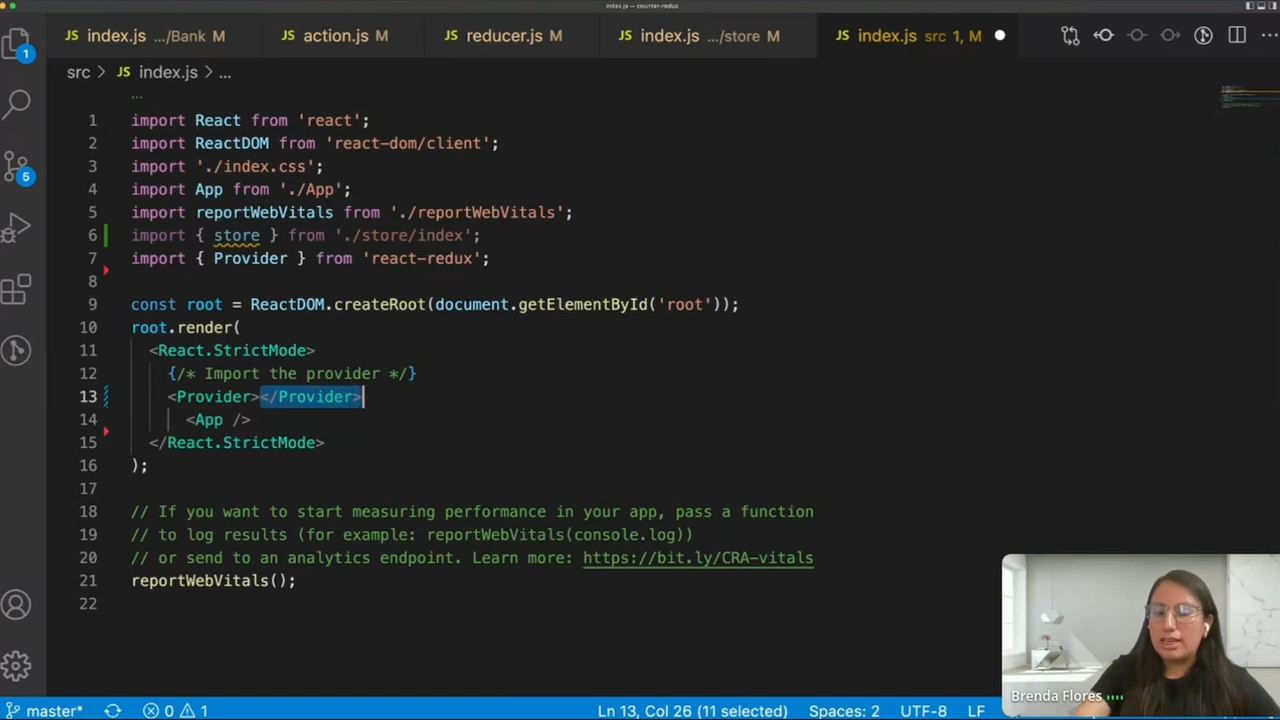 index.js — counter-redux
JS index.js .../Bank M
JS action.js M
JS reducer.js M
JS index.js .../store M
JS index.js src 1, M
src > JS index.js > ...
...
1 import React from 'react';
2 import ReactDOM from 'react-dom/client';
3 import './index.css';
4 import App from './App';
5 import reportWebVitals from './reportWebVitals';
6 import { store } from './store/index';
7 import { Provider } from 'react-redux';
8
9 const root = ReactDOM.createRoot(document.getElementById('root'));
10 root.render(
11 <React.StrictMode>
12 {/* Import the provider */}
13 <Provider></Provider>
14 <App />
15 </React.StrictMode>
16 );
17
18 // If you want to start measuring performance in your app, pass a function
19 // to log results (for example: reportWebVitals(console.log))
20 // or send to an analytics endpoint. Learn more: https://bit.ly/CRA-vitals
21 reportWebVitals();
22
1
5
Brenda Flores
master* 0 1 Ln 13, Col 26 (11 selected) Spaces: 2 UTF-8 LF